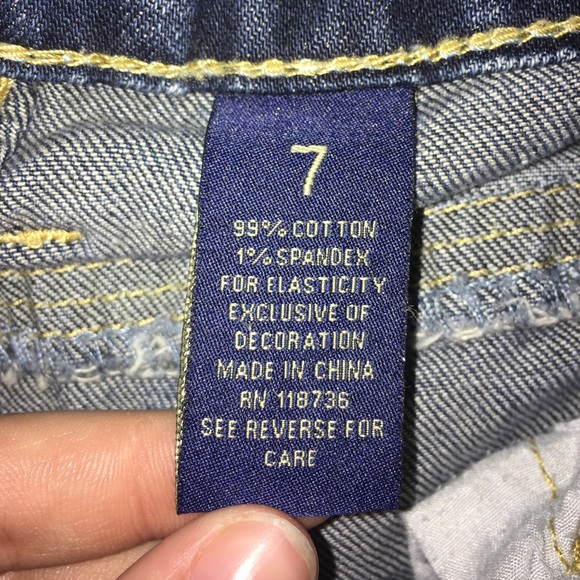 7
99% COTTON
1% SPANDEX
FOR ELASTICITY
EXCLUSIVE OF
DECORATION
MADE IN CHINA
RN 118736
SEE REVERSE FOR
CARE